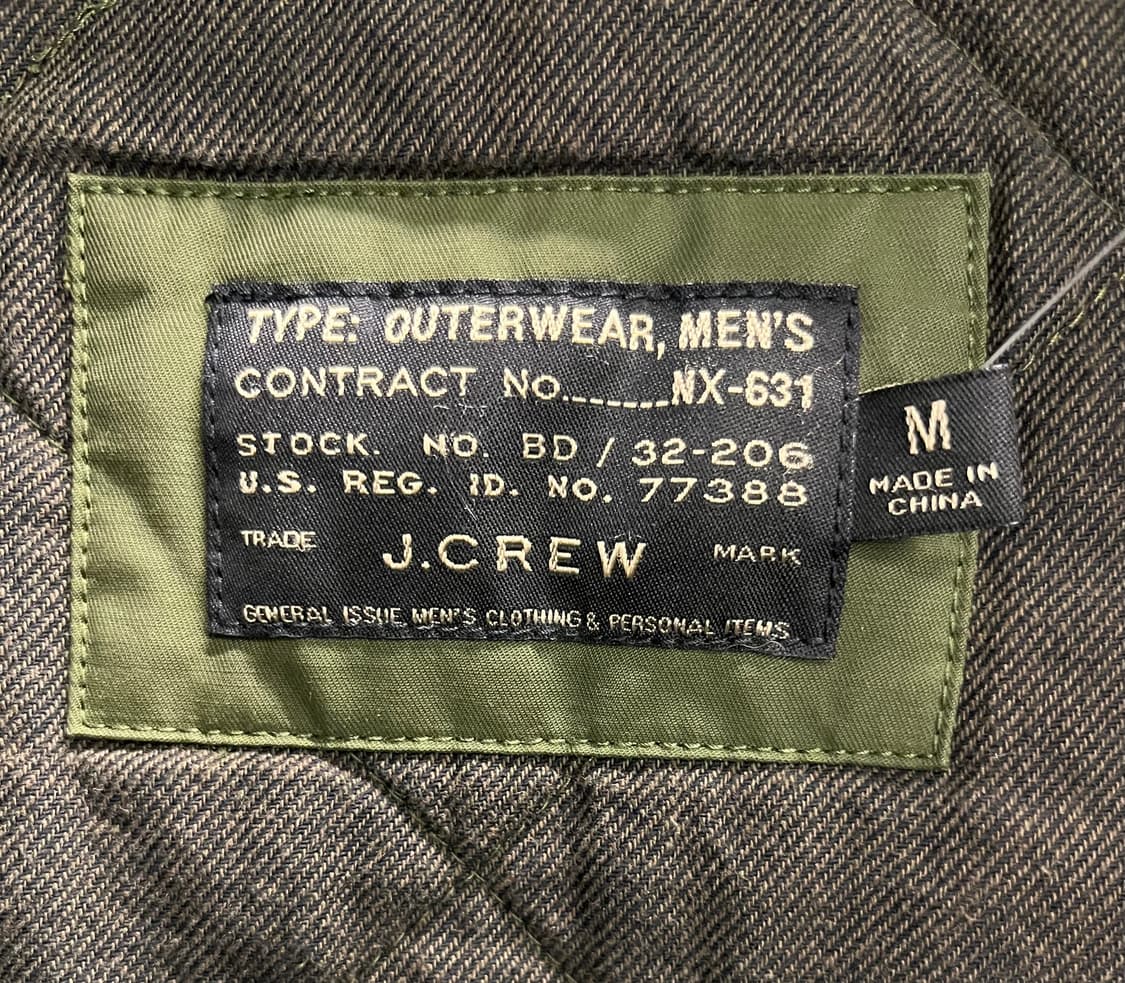 TYPE: OUTERWEAR, MEN'S
CONTRACT NO.......NX-631
STOCK. NO. BD / 32-206
U.S. REG. ID. NO. 77388
TRADE J.CREW MARK
GENERAL ISSUE MEN'S CLOTHING & PERSONAL ITEMS
M
MADE IN
CHINA